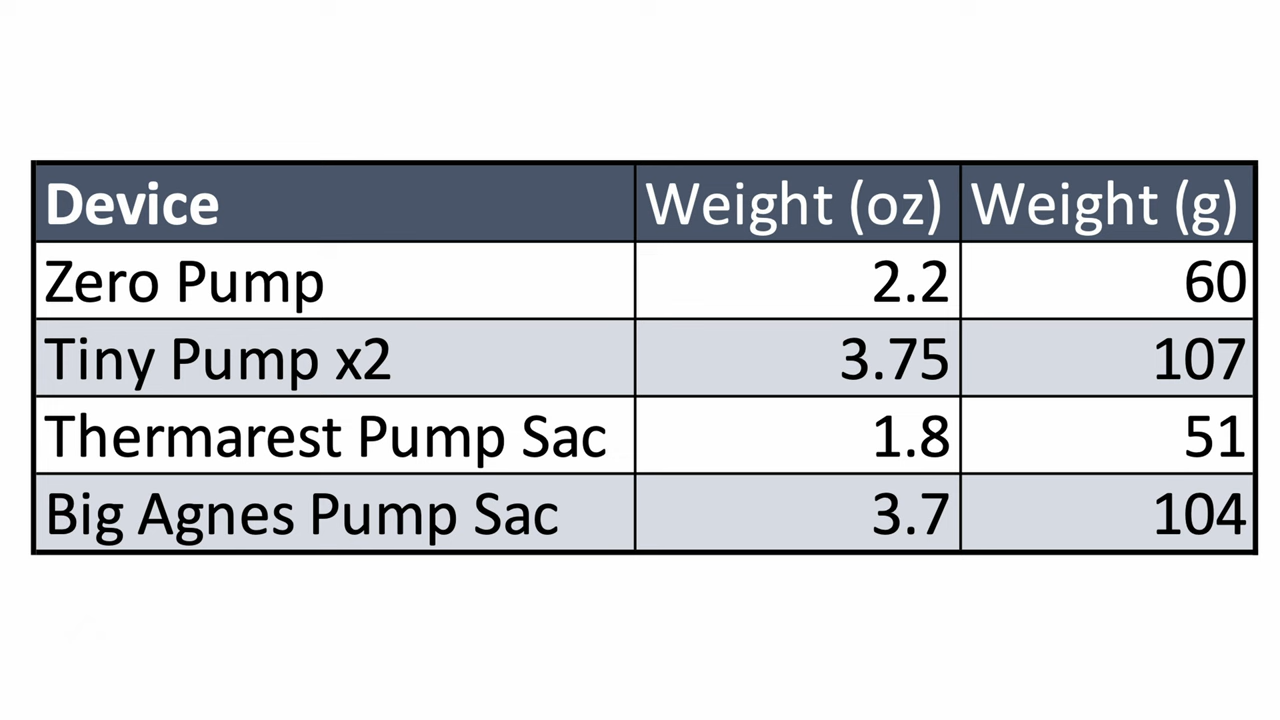 Device Weight (oz) Weight (g)
Zero Pump 2.2 60
Tiny Pump x2 3.75 107
Thermarest Pump Sac 1.8 51
Big Agnes Pump Sac 3.7 104